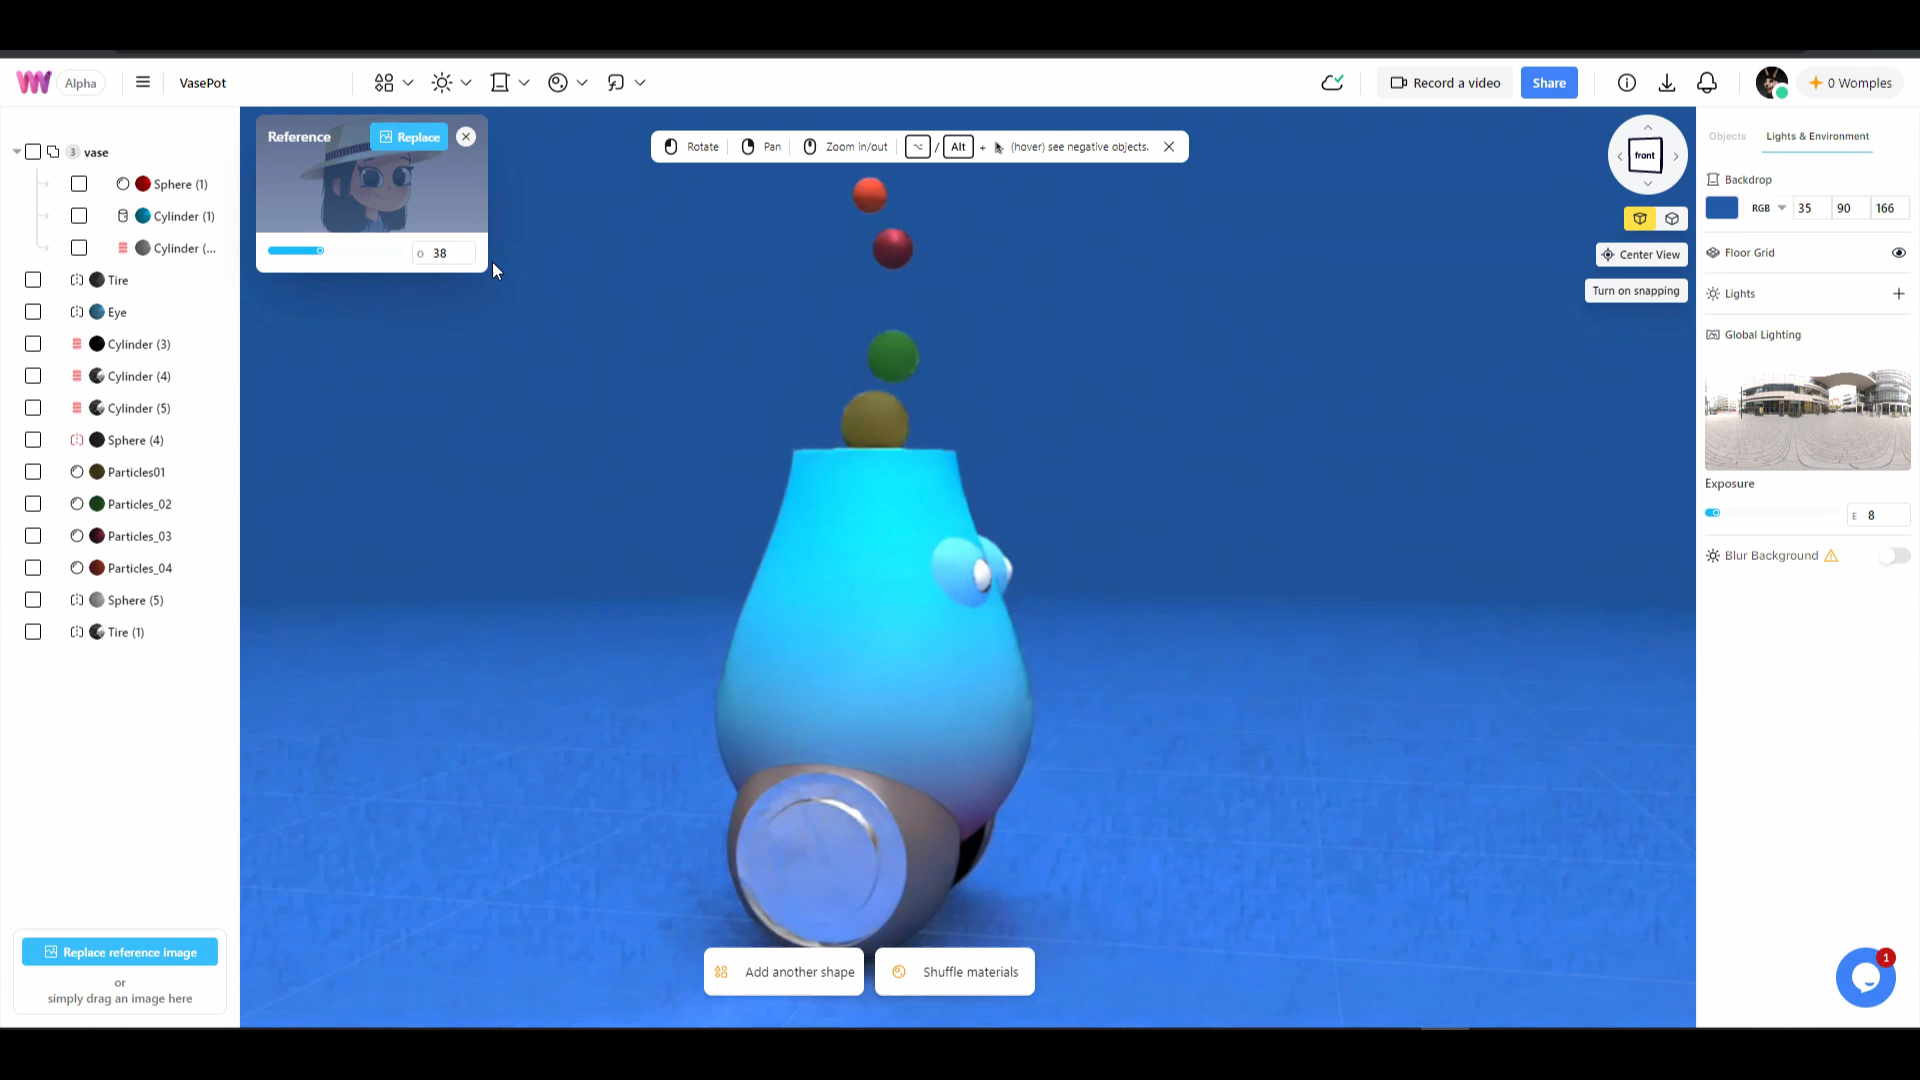 Alpha
VasePot
Record a video
Share
0 Womples
Reference
Replace
O 38
Rotate
Pan
Zoom in/out
⌥ / Alt + (hover) see negative objects.
front
Center View
Turn on snapping
3 vase
Sphere (1)
Cylinder (1)
Cylinder (...
Tire
Eye
Cylinder (3)
Cylinder (4)
Cylinder (5)
Sphere (4)
Particles01
Particles_02
Particles_03
Particles_04
Sphere (5)
Tire (1)
Replace reference image
or
simply drag an image here
Add another shape
Shuffle materials
Objects
Lights & Environment
Backdrop
RGB 35 90 166
Floor Grid
Lights
Global Lighting
Exposure
E 8
Blur Background
1